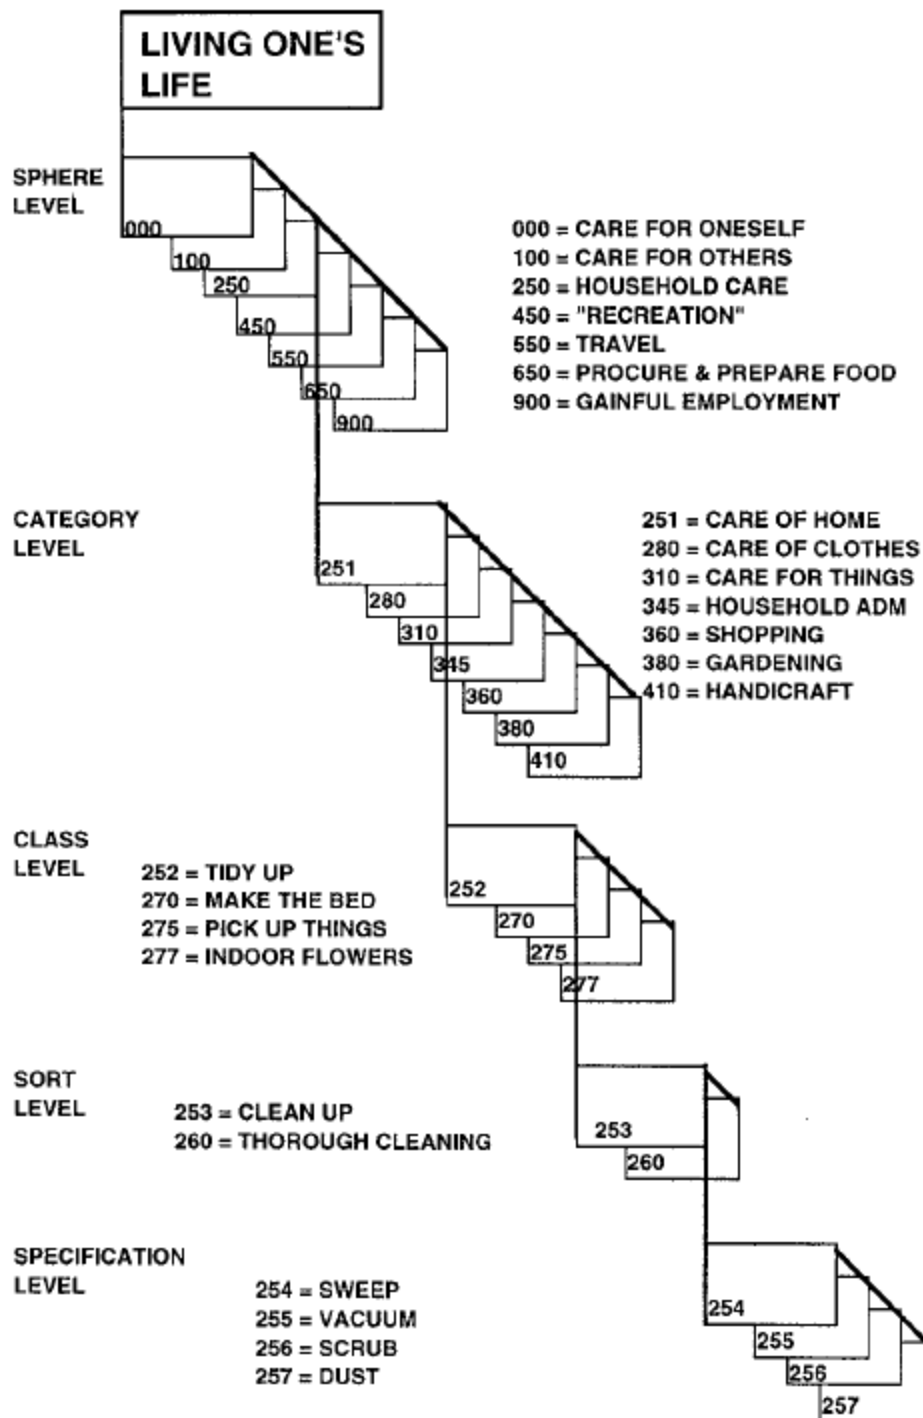 LIVING ONE'S
LIFE
SPHERE
LEVEL
000
100
250
450
550
650
900
000 = CARE FOR ONESELF
100 = CARE FOR OTHERS
250 = HOUSEHOLD CARE
450 = "RECREATION"
550 = TRAVEL
650 = PROCURE & PREPARE FOOD
900 = GAINFUL EMPLOYMENT
CATEGORY
LEVEL
251
280
310
345
360
380
410
251 = CARE OF HOME
280 = CARE OF CLOTHES
310 = CARE FOR THINGS
345 = HOUSEHOLD ADM
360 = SHOPPING
380 = GARDENING
410 = HANDICRAFT
CLASS
LEVEL
252 = TIDY UP
270 = MAKE THE BED
275 = PICK UP THINGS
277 = INDOOR FLOWERS
252
270
275
277
SORT
LEVEL
253 = CLEAN UP
260 = THOROUGH CLEANING
253
260
SPECIFICATION
LEVEL
254 = SWEEP
255 = VACUUM
256 = SCRUB
257 = DUST
254
255
256
257